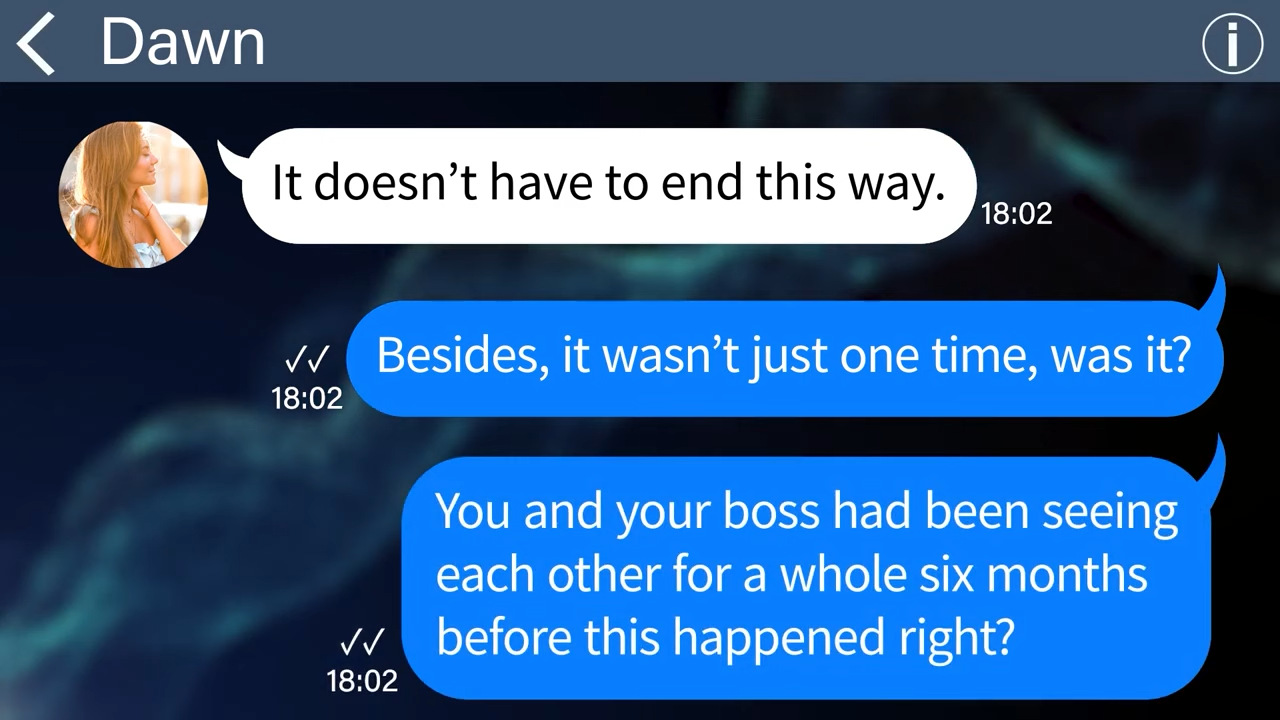 Dawn
It doesn’t have to end this way.
18:02
Besides, it wasn’t just one time, was it?
18:02
You and your boss had been seeing
each other for a whole six months
before this happened right?
18:02